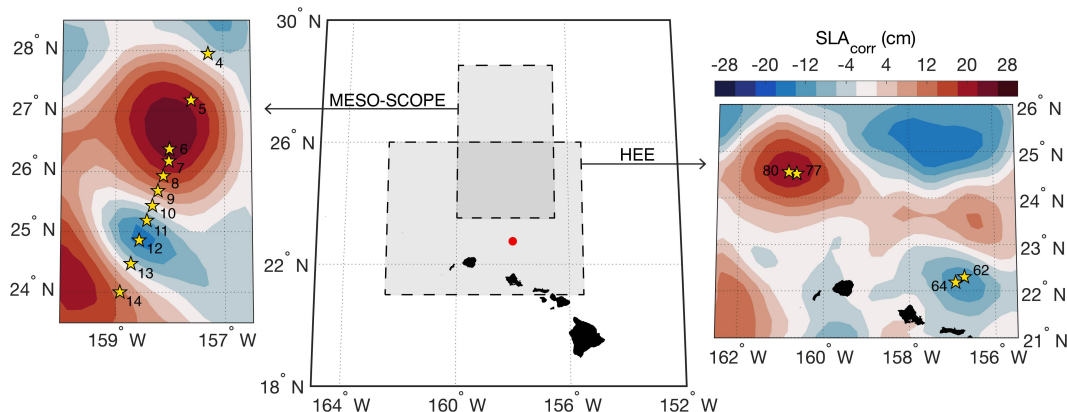 28° N
27° N
26° N
25° N
24° N
159° W
157° W
4
5
6
7
8
9
10
11
12
13
14
MESO-SCOPE
30° N
26° N
22° N
18° N
164° W
160° W
156° W
152° W
HEE
SLAcorr (cm)
-28 -20 -12 -4 4 12 20 28
26° N
25° N
24° N
23° N
22° N
21° N
162° W
160° W
158° W
156° W
80 77
62
64